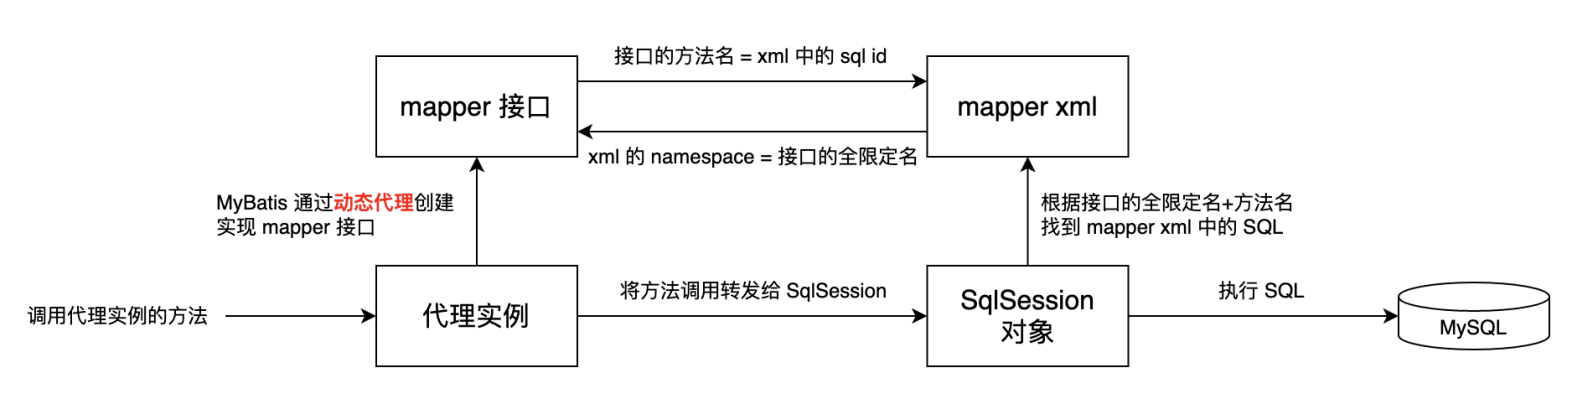 接口的方法名 = xml 中的 sql id
mapper 接口
mapper xml
xml 的 namespace = 接口的全限定名
MyBatis 通过动态代理创建
实现 mapper 接口
根据接口的全限定名+方法名
找到 mapper xml 中的 SQL
调用代理实例的方法
代理实例
将方法调用转发给 SqlSession
SqlSession
对象
执行 SQL
MySQL